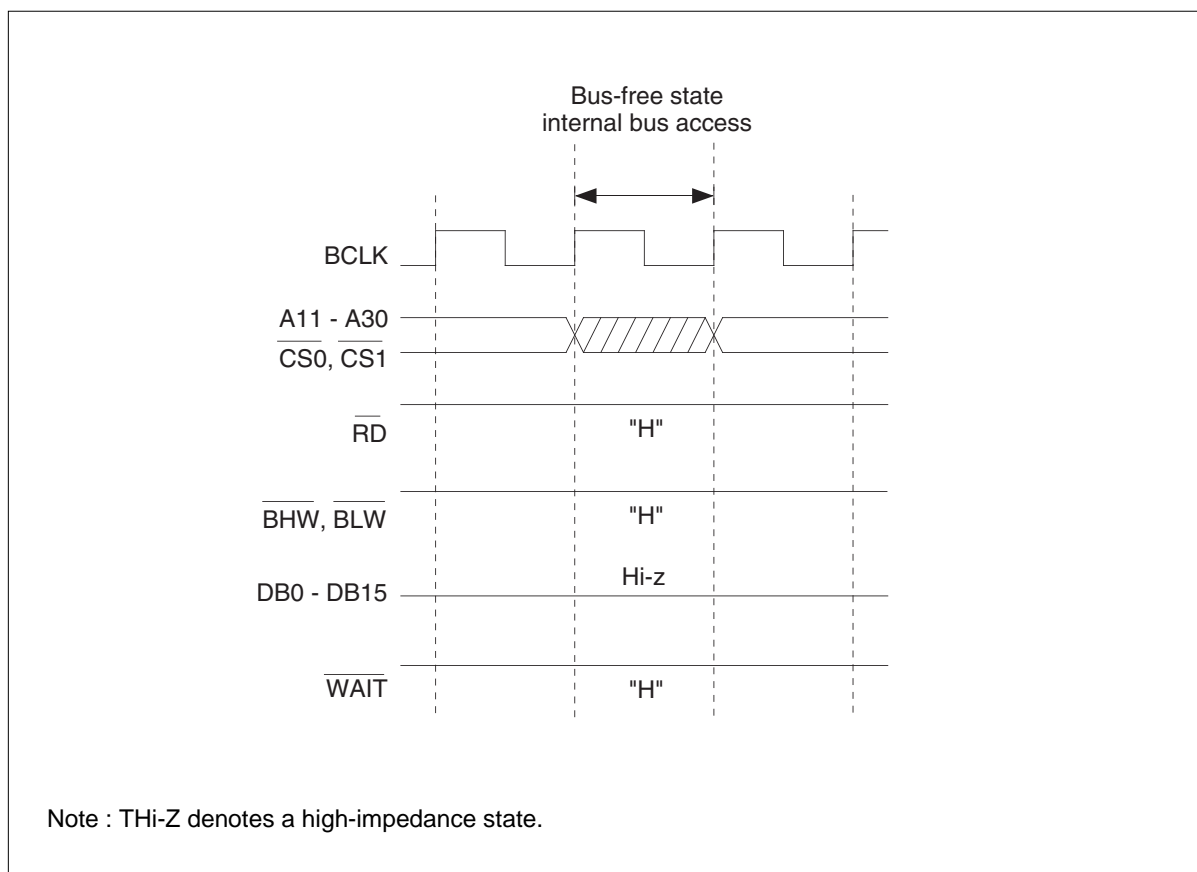 Bus-free state
internal bus access
BCLK
A11 - A30
CS0, CS1
RD
"H"
BHW, BLW
"H"
DB0 - DB15
Hi-z
WAIT
"H"
Note : THi-Z denotes a high-impedance state.